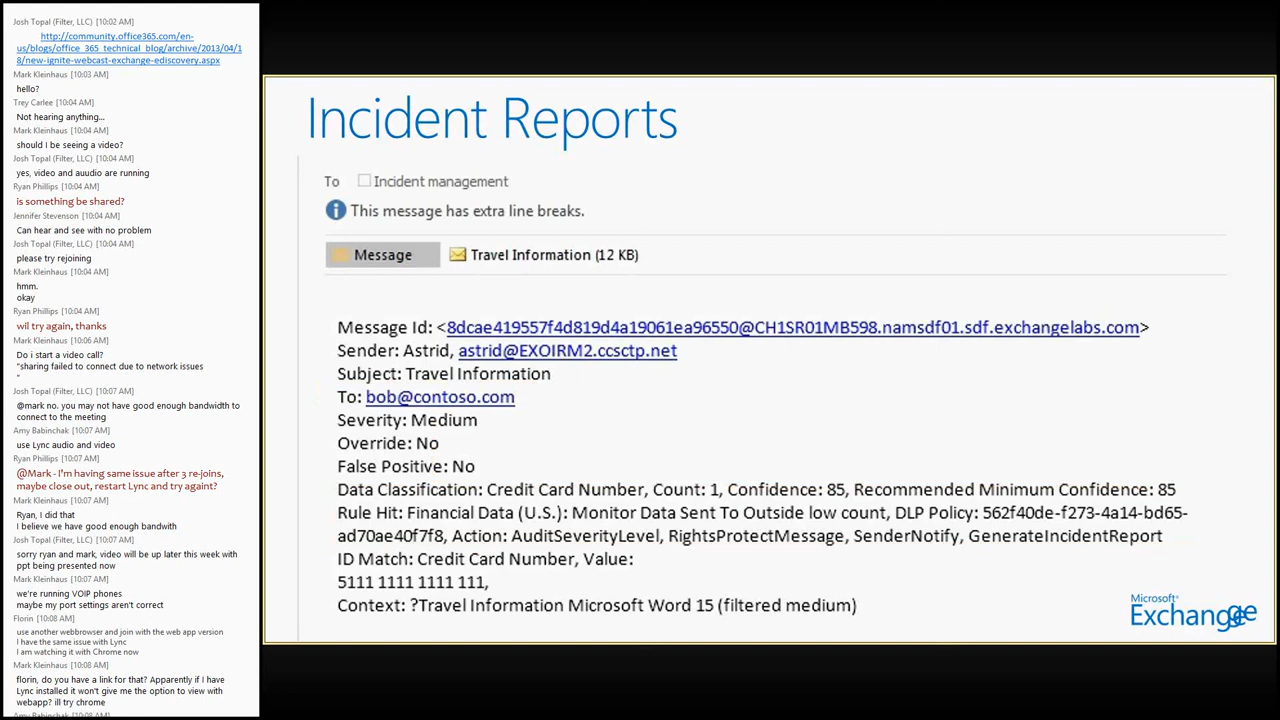 Josh Topal (Filter, LLC) [10:02 AM]
http://community.office365.com/en-
us/blogs/office_365_technical_blog/archive/2013/04/1
8/new-ignite-webcast-exchange-ediscovery.aspx
Mark Kleinhaus [10:03 AM]
hello?
Trey Carlee [10:04 AM]
Not hearing anything...
Mark Kleinhaus [10:04 AM]
should I be seeing a video?
Josh Topal (Filter, LLC) [10:04 AM]
yes, video and auudio are running
Ryan Phillips [10:04 AM]
is something be shared?
Jennifer Stevenson [10:04 AM]
Can hear and see with no problem
Josh Topal (Filter, LLC) [10:04 AM]
please try rejoining
Mark Kleinhaus [10:04 AM]
hmm.
okay
Ryan Phillips [10:04 AM]
wil try again, thanks
Mark Kleinhaus [10:06 AM]
Do i start a video call?
"sharing failed to connect due to network issues
"
Josh Topal (Filter, LLC) [10:07 AM]
@mark no. you may not have good enough bandwidth to
connect to the meeting
Amy Babinchak [10:07 AM]
use Lync audio and video
Ryan Phillips [10:07 AM]
@Mark - I'm having same issue after 3 re-joins,
maybe close out, restart Lync and try againt?
Mark Kleinhaus [10:07 AM]
Ryan, I did that
I believe we have good enough bandwith
Josh Topal (Filter, LLC) [10:07 AM]
sorry ryan and mark, video will be up later this week with
ppt being presented now
Mark Kleinhaus [10:07 AM]
we're running VOIP phones
maybe my port settings aren't correct
Florin [10:08 AM]
use another webbrowser and join with the web app version
I have the same issue with Lync
I am watching it with Chrome now
Mark Kleinhaus [10:08 AM]
florin, do you have a link for that? Apparently if I have
Lync installed it won't give me the option to view with
webapp? ill try chrome
Amy Babinchak [10:08 AM]
Incident Reports
To Incident management
This message has extra line breaks.
Message Travel Information (12 KB)
Message Id: <8dcae419557f4d819d4a19061ea96550@CH1SR01MB598.namsdf01.sdf.exchangelabs.com>
Sender: Astrid, astrid@EXOIRM2.ccsctp.net
Subject: Travel Information
To: bob@contoso.com
Severity: Medium
Override: No
False Positive: No
Data Classification: Credit Card Number, Count: 1, Confidence: 85, Recommended Minimum Confidence: 85
Rule Hit: Financial Data (U.S.): Monitor Data Sent To Outside low count, DLP Policy: 562f40de-f273-4a14-bd65-
ad70ae40f7f8, Action: AuditSeverityLevel, RightsProtectMessage, SenderNotify, GenerateIncidentReport
ID Match: Credit Card Number, Value:
5111 1111 1111 111,
Context: ?Travel Information Microsoft Word 15 (filtered medium)
Microsoft®
Exchange